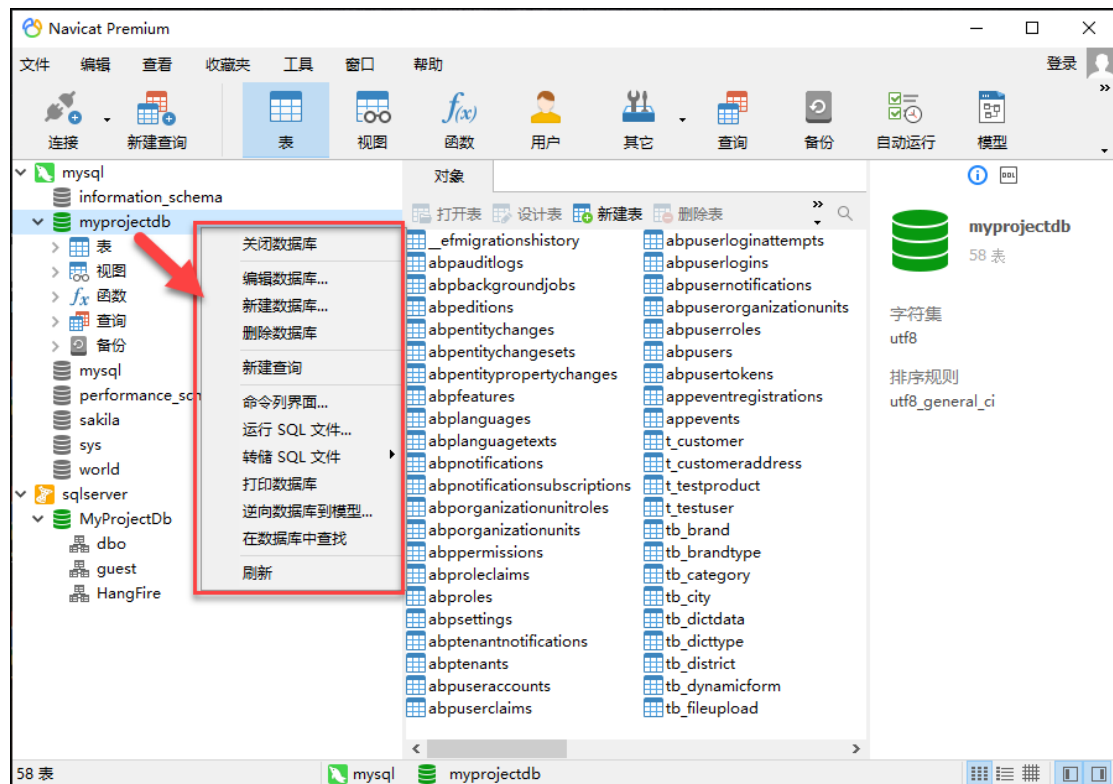 Navicat Premium
文件 编辑 查看 收藏夹 工具 窗口 帮助 登录
连接 新建查询 表 视图 函数 用户 其它 查询 备份 自动运行 模型
mysql
information_schema
myprojectdb
表
视图
函数
查询
备份
mysql
performance_sch
sakila
sys
world
sqlserver
MyProjectDb
dbo
guest
HangFire
关闭数据库
编辑数据库...
新建数据库...
删除数据库
新建查询
命令列界面...
运行 SQL 文件...
转储 SQL 文件
打印数据库
逆向数据库到模型...
在数据库中查找
刷新
对象
打开表 设计表 新建表 删除表
__efmigrationshistory
abpauditlogs
abpbackgroundjobs
abpeditions
abpentitychanges
abpentitychangesets
abpentitypropertychanges
abpfeatures
abplanguages
abplanguagetexts
abpnotifications
abpnotificationsubscriptions
abporganizationunitroles
abporganizationunits
abppermissions
abproleclaims
abproles
abpsettings
abptenantnotifications
abptenants
abpuseraccounts
abpuserclaims
abpuserloginattempts
abpuserlogins
abpusernotifications
abpuserorganizationunits
abpuserroles
abpusers
abpusertokens
appeventregistrations
appevents
t_customer
t_customeraddress
t_testproduct
t_testuser
tb_brand
tb_brandtype
tb_category
tb_city
tb_dictdata
tb_dicttype
tb_district
tb_dynamicform
tb_fileupload
DDL
myprojectdb
58 表
字符集
utf8
排序规则
utf8_general_ci
58 表 mysql myprojectdb